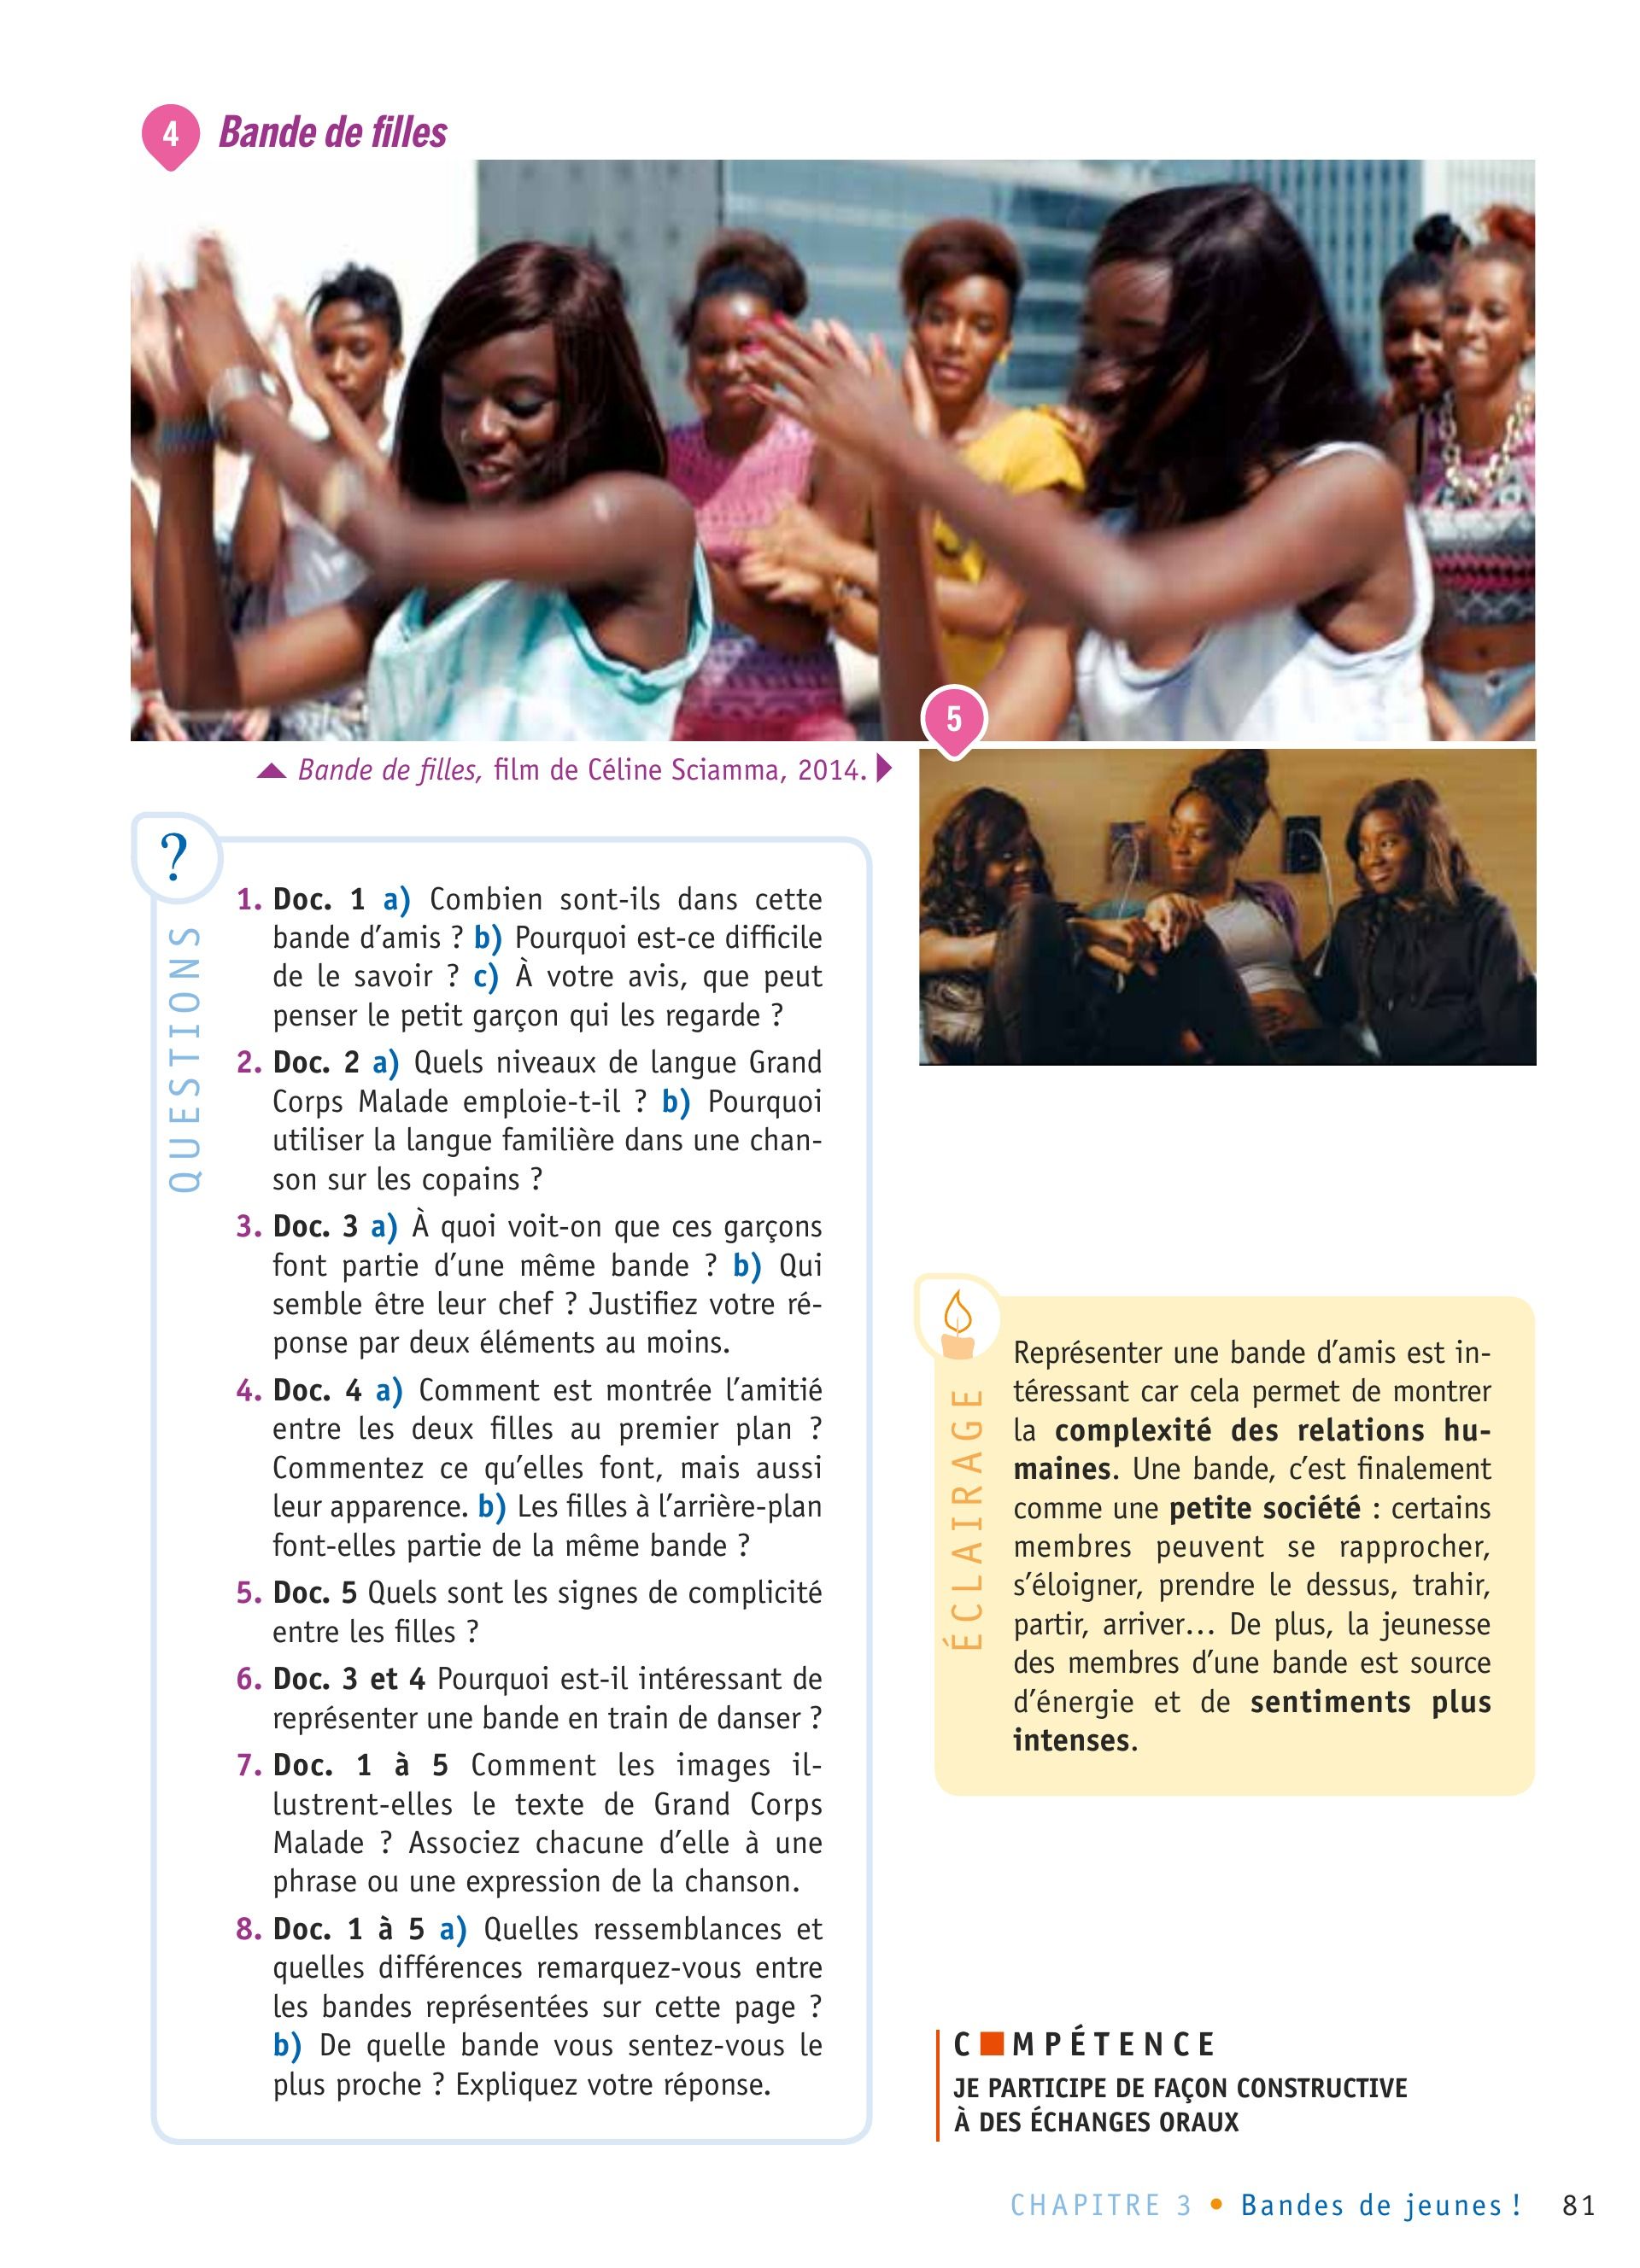 4 Bande de filles
5
Bande de filles, film de Céline Sciamma, 2014.
?
QUESTIONS
1. Doc. 1 a) Combien sont-ils dans cette
bande d’amis ? b) Pourquoi est-ce difficile
de le savoir ? c) À votre avis, que peut
penser le petit garçon qui les regarde ?
2. Doc. 2 a) Quels niveaux de langue Grand
Corps Malade emploie-t-il ? b) Pourquoi
utiliser la langue familière dans une chan-
son sur les copains ?
3. Doc. 3 a) À quoi voit-on que ces garçons
font partie d’une même bande ? b) Qui
semble être leur chef ? Justifiez votre ré-
ponse par deux éléments au moins.
4. Doc. 4 a) Comment est montrée l’amitié
entre les deux filles au premier plan ?
Commentez ce qu’elles font, mais aussi
leur apparence. b) Les filles à l’arrière-plan
font-elles partie de la même bande ?
5. Doc. 5 Quels sont les signes de complicité
entre les filles ?
6. Doc. 3 et 4 Pourquoi est-il intéressant de
représenter une bande en train de danser ?
7. Doc. 1 à 5 Comment les images il-
lustrent-elles le texte de Grand Corps
Malade ? Associez chacune d’elle à une
phrase ou une expression de la chanson.
8. Doc. 1 à 5 a) Quelles ressemblances et
quelles différences remarquez-vous entre
les bandes représentées sur cette page ?
b) De quelle bande vous sentez-vous le
plus proche ? Expliquez votre réponse.
ÉCLAIRAGE
Représenter une bande d’amis est in-
téressant car cela permet de montrer
la complexité des relations hu-
maines. Une bande, c’est finalement
comme une petite société : certains
membres peuvent se rapprocher,
s’éloigner, prendre le dessus, trahir,
partir, arriver… De plus, la jeunesse
des membres d’une bande est source
d’énergie et de sentiments plus
intenses.
C■MPÉTENCE
JE PARTICIPE DE FAÇON CONSTRUCTIVE
À DES ÉCHANGES ORAUX
CHAPITRE 3 • Bandes de jeunes ! 81